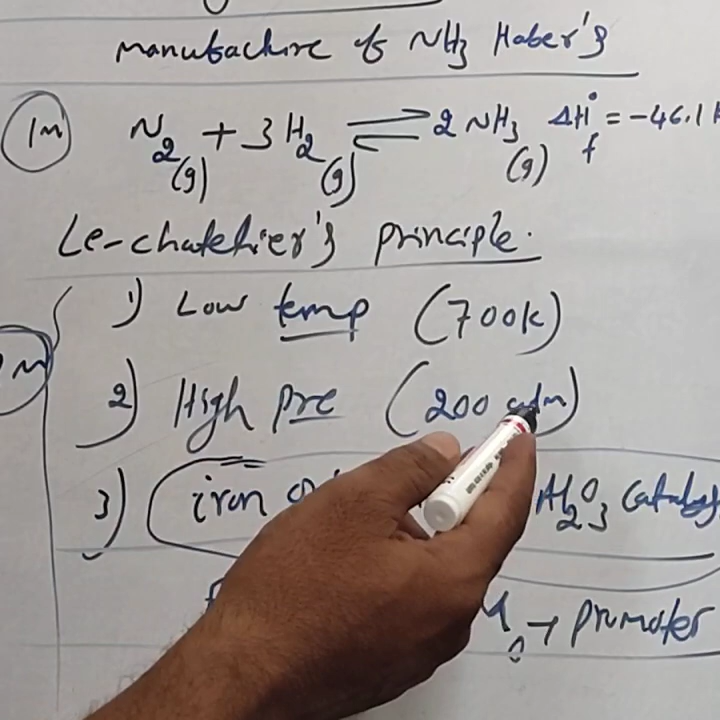 manufacture of NH3 Haber's
1M N2(g) + 3H2(g) ⇌ 2NH3(g) ΔH°f = -46.1
Le-chatelier's principle.
1) Low temp (700k)
2) High pre (200 atm)
3) iron Al2O3
→ Promoter